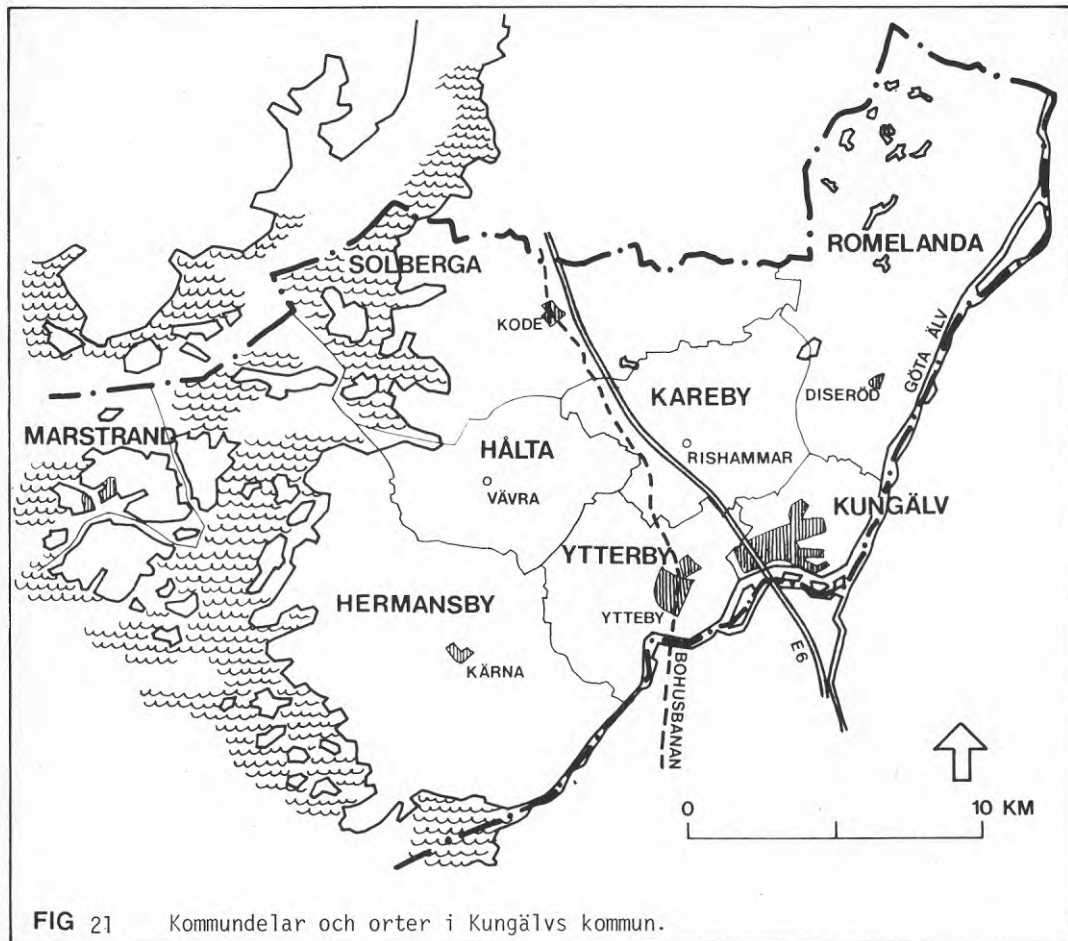 ROMELANDA
SOLBERGA
KODE
GÖTA ÄLV
KAREBY
DISERÖD
MARSTRAND
HÅLTA
RISHAMMAR
VÄVRA
KUNGÄLV
YTTERBY
HERMANSBY
YTTEBY
KÄRNA
E6
BOHUSBANAN
0 10 KM
FIG 21 Kommundelar och orter i Kungälvs kommun.